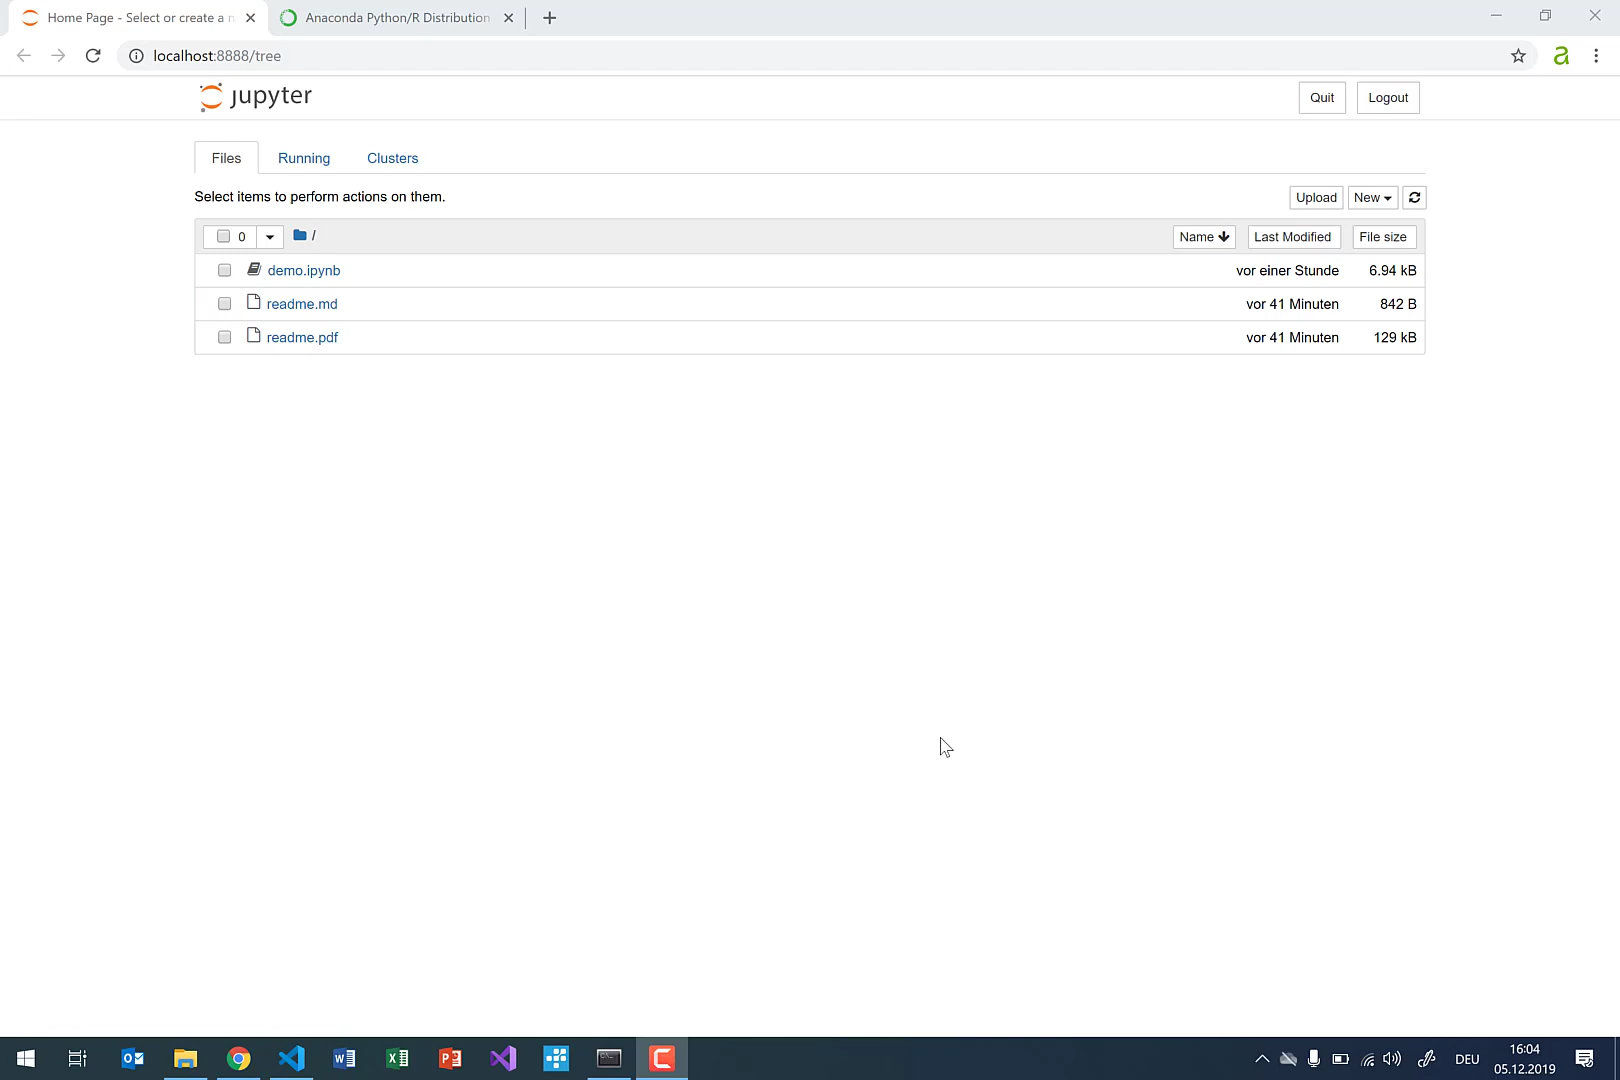 Home Page - Select or create a n
Anaconda Python/R Distribution
localhost:8888/tree
a
jupyter
Quit
Logout
Files
Running
Clusters
Select items to perform actions on them.
Upload
New
0
/
Name
Last Modified
File size
demo.ipynb
vor einer Stunde
6.94 kB
readme.md
vor 41 Minuten
842 B
readme.pdf
vor 41 Minuten
129 kB
DEU
16:04
05.12.2019